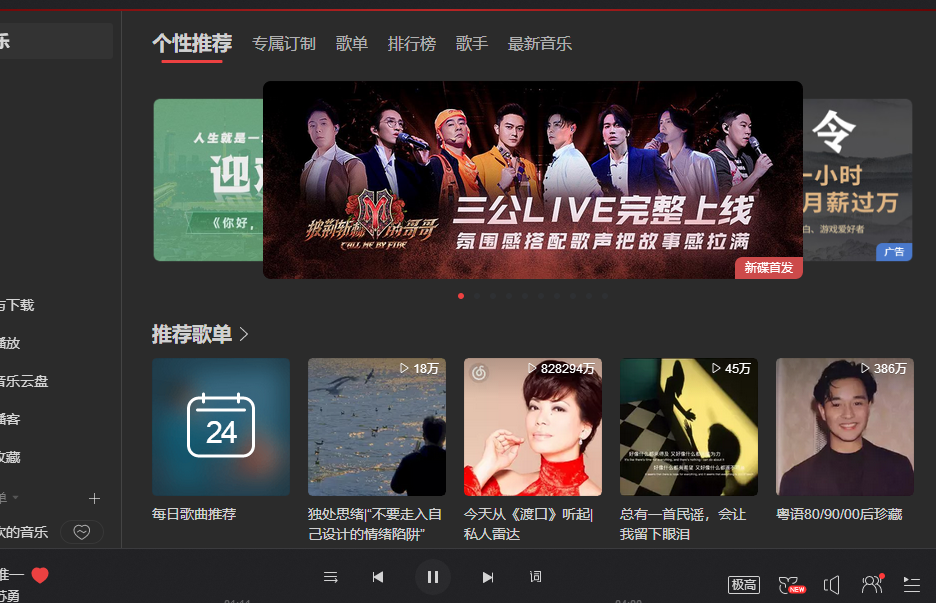 乐
个性推荐 专属订制 歌单 排行榜 歌手 最新音乐
人生就是一
迎
《你好,
披荆斩棘的哥哥
CALL ME BY FIRE
三公LIVE完整上线
氛围感搭配歌声把故事感拉满
新碟首发
令
一小时
月薪过万
白、游戏爱好者
广告
与下载
播放
音乐云盘
播客
收藏
单
欢的音乐
推荐歌单
24
每日歌曲推荐
18万
独处思绪|“不要走入自
己设计的情绪陷阱”
828294万
今天从《渡口》听起|
私人雷达
45万
总有一首民谣，会让
我留下眼泪
386万
粤语80/90/00后珍藏
苏勇
词
极高
NEW